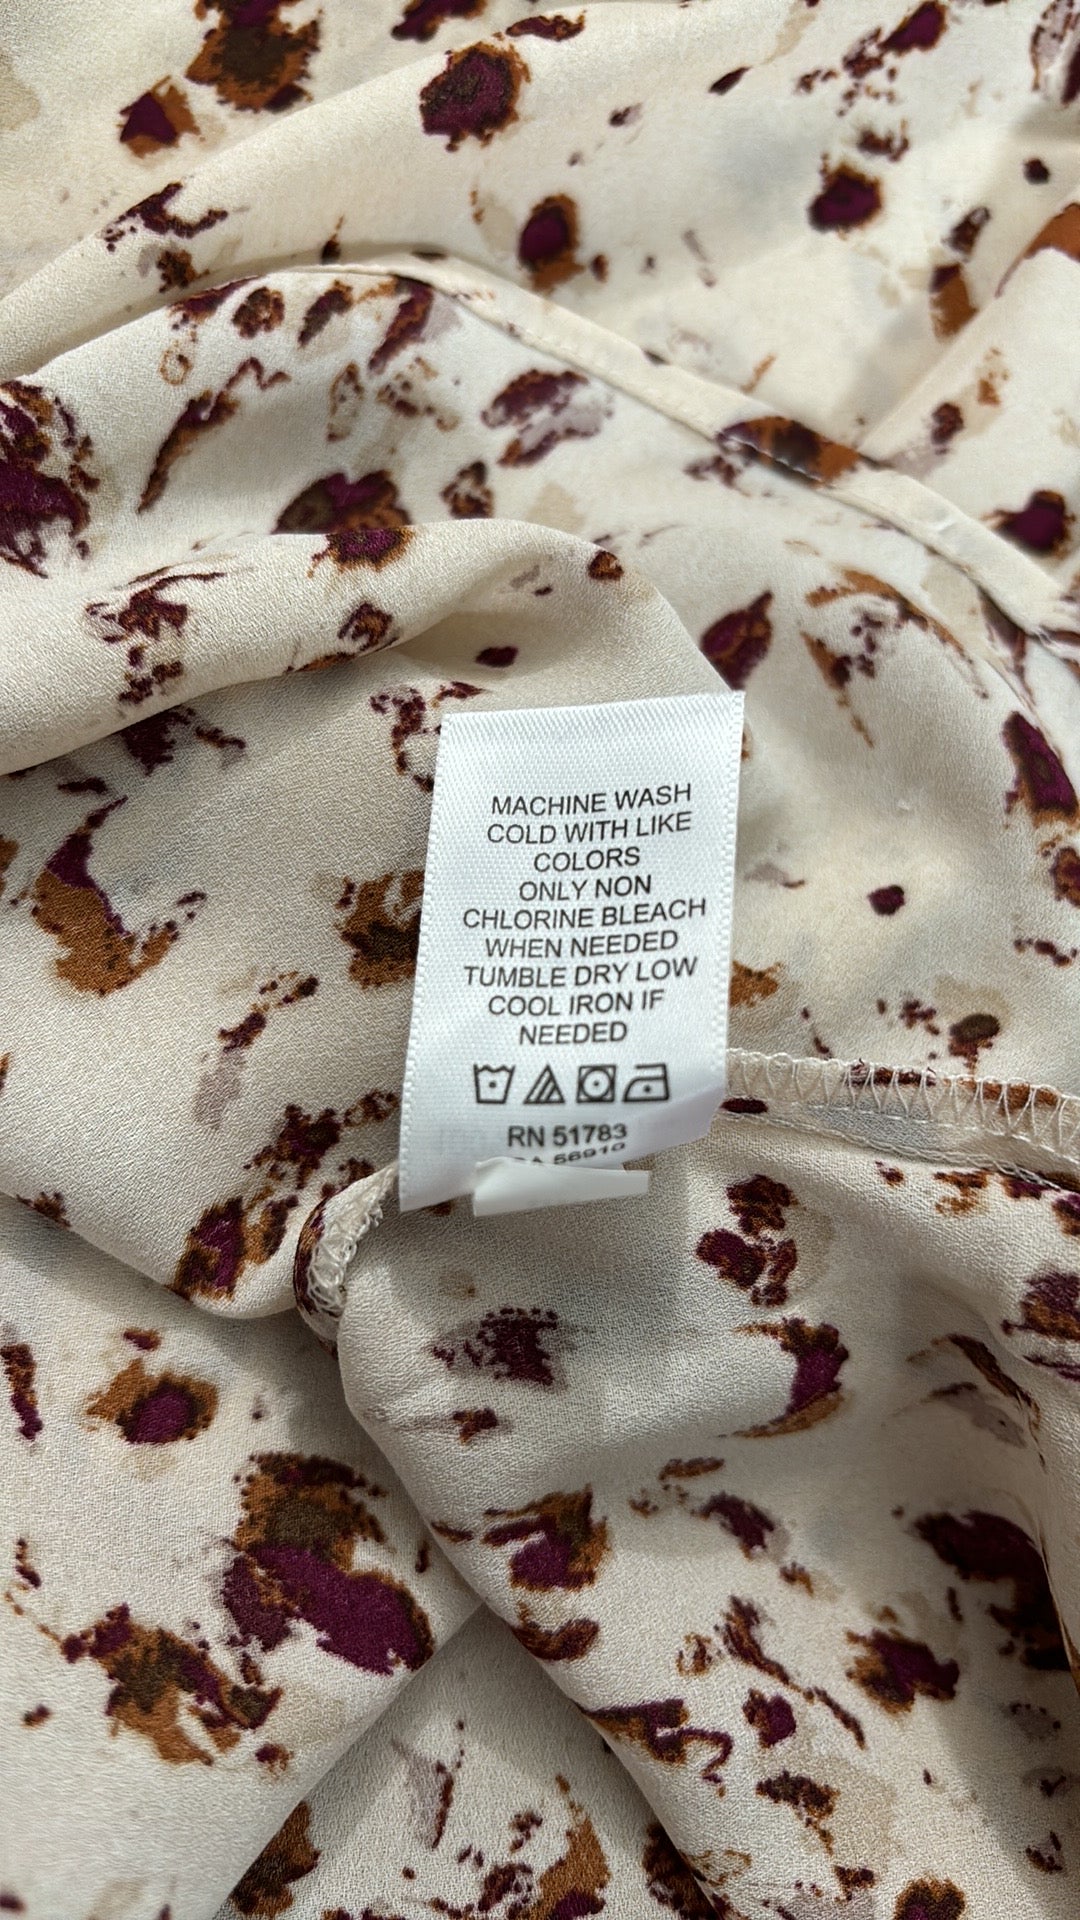 MACHINE WASH
COLD WITH LIKE
COLORS
ONLY NON
CHLORINE BLEACH
WHEN NEEDED
TUMBLE DRY LOW
COOL IRON IF
NEEDED
RN 51783